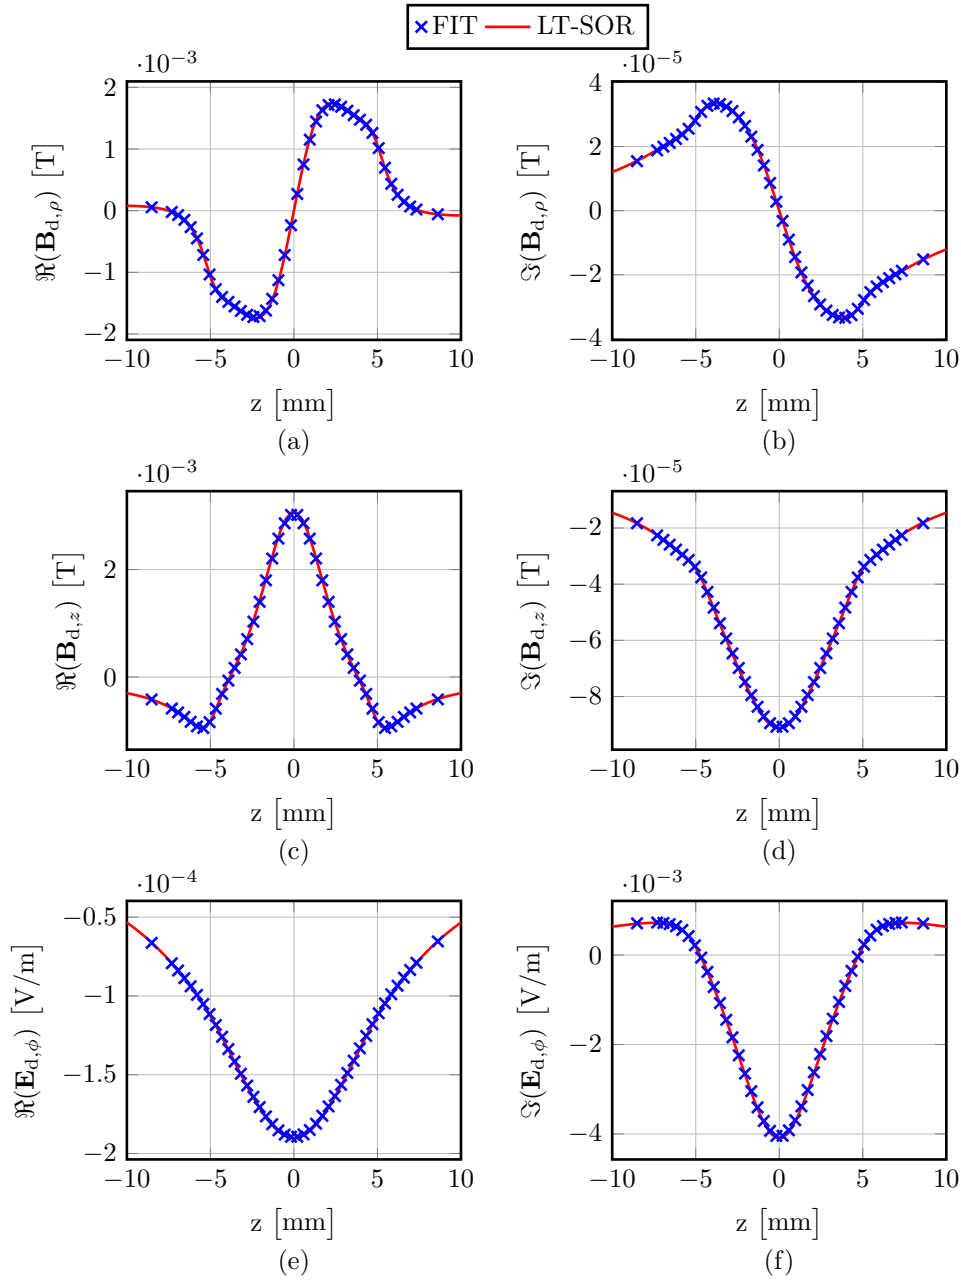 FIT LT-SOR
·10⁻³ ·10⁻⁵
2
1
0
−1
−2
ℜ(B_d,ρ) [T]
−10 −5 0 5 10
z [mm]
(a)
4
2
0
−2
−4
ℑ(B_d,ρ) [T]
−10 −5 0 5 10
z [mm]
(b)
·10⁻³ ·10⁻⁵
2
0
ℜ(B_d,z) [T]
−10 −5 0 5 10
z [mm]
(c)
−2
−4
−6
−8
ℑ(B_d,z) [T]
−10 −5 0 5 10
z [mm]
(d)
·10⁻⁴ ·10⁻³
−0.5
−1
−1.5
−2
ℜ(E_d,ϕ) [V/m]
−10 −5 0 5 10
z [mm]
(e)
0
−2
−4
ℑ(E_d,ϕ) [V/m]
−10 −5 0 5 10
z [mm]
(f)